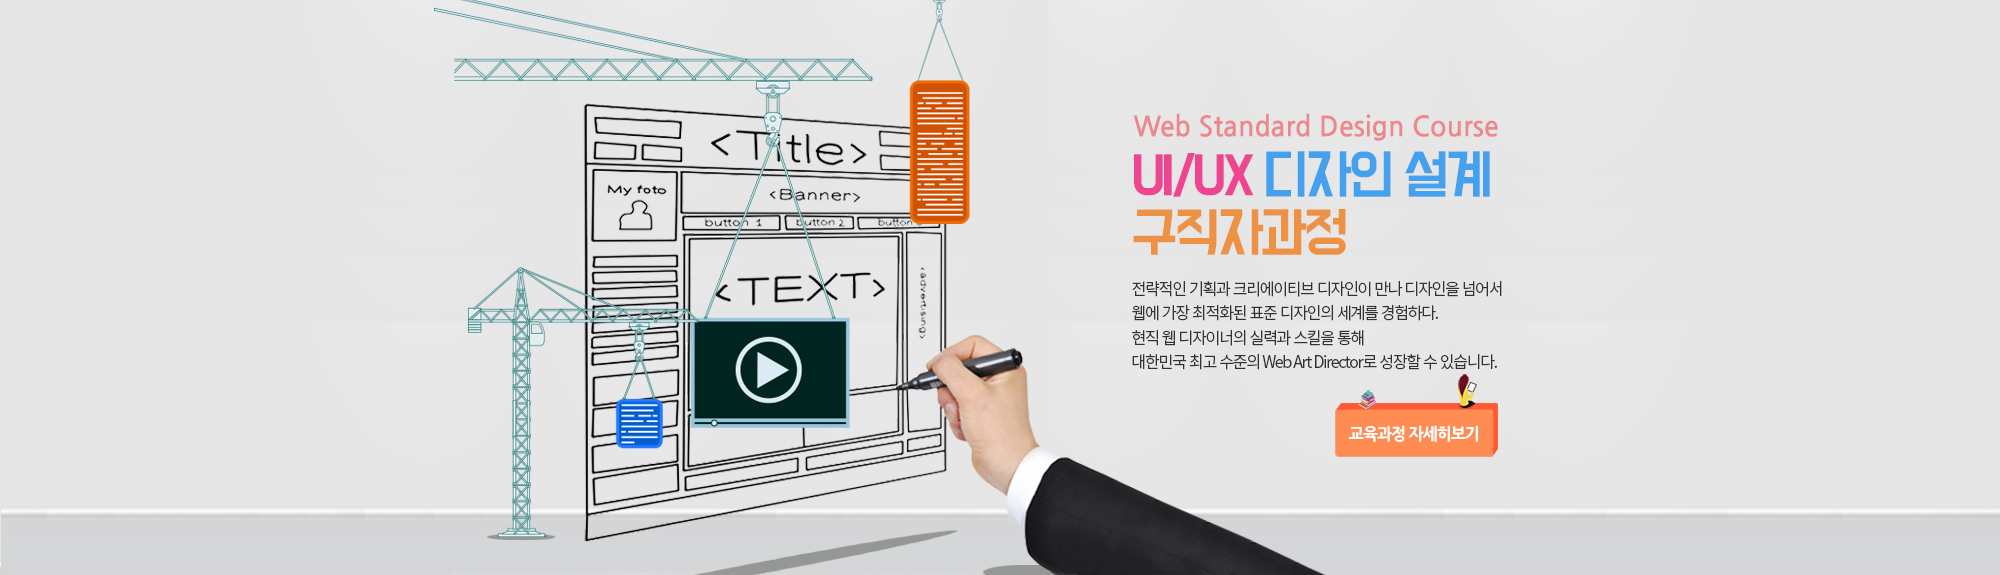 <Title>
My foto
<Banner>
button 1
button 2
button
<TEXT>
<advertising>
Web Standard Design Course
UI/UX 디자인 설계
구직자과정
전략적인 기획과 크리에이티브 디자인이 만나 디자인을 넘어서
웹에 가장 최적화된 표준 디자인의 세계를 경험하다.
현직 웹 디자이너의 실력과 스킬을 통해
대한민국 최고 수준의 Web Art Director로 성장할 수 있습니다.
교육과정 자세히보기